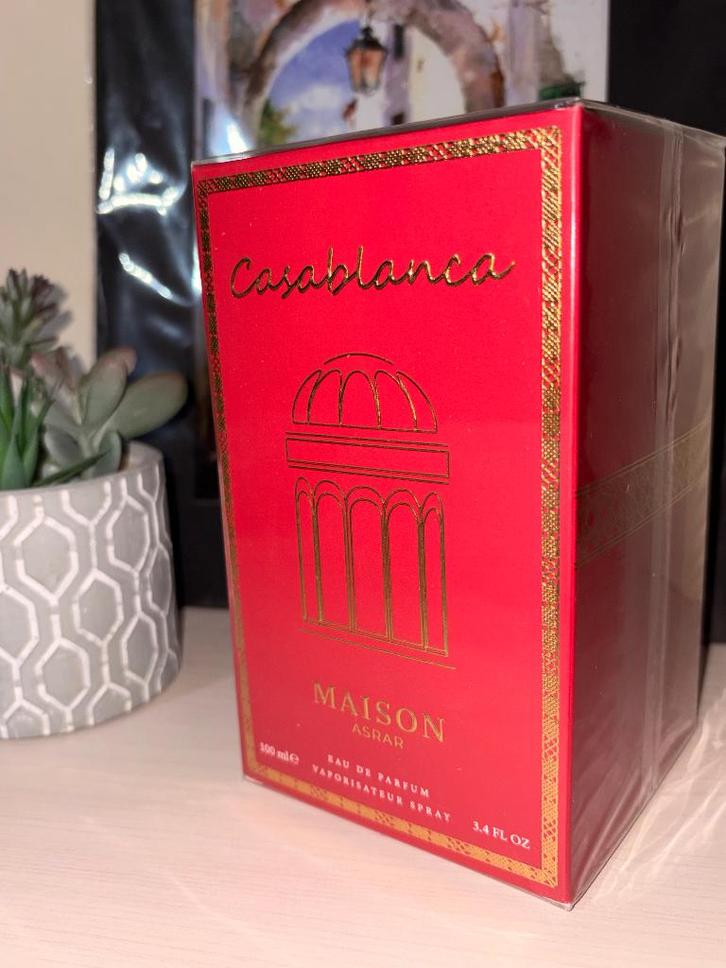 Casablanca
MAISON
ASRAR
100 ml℮
EAU DE PARFUM
VAPORISATEUR SPRAY
3.4 FL OZ